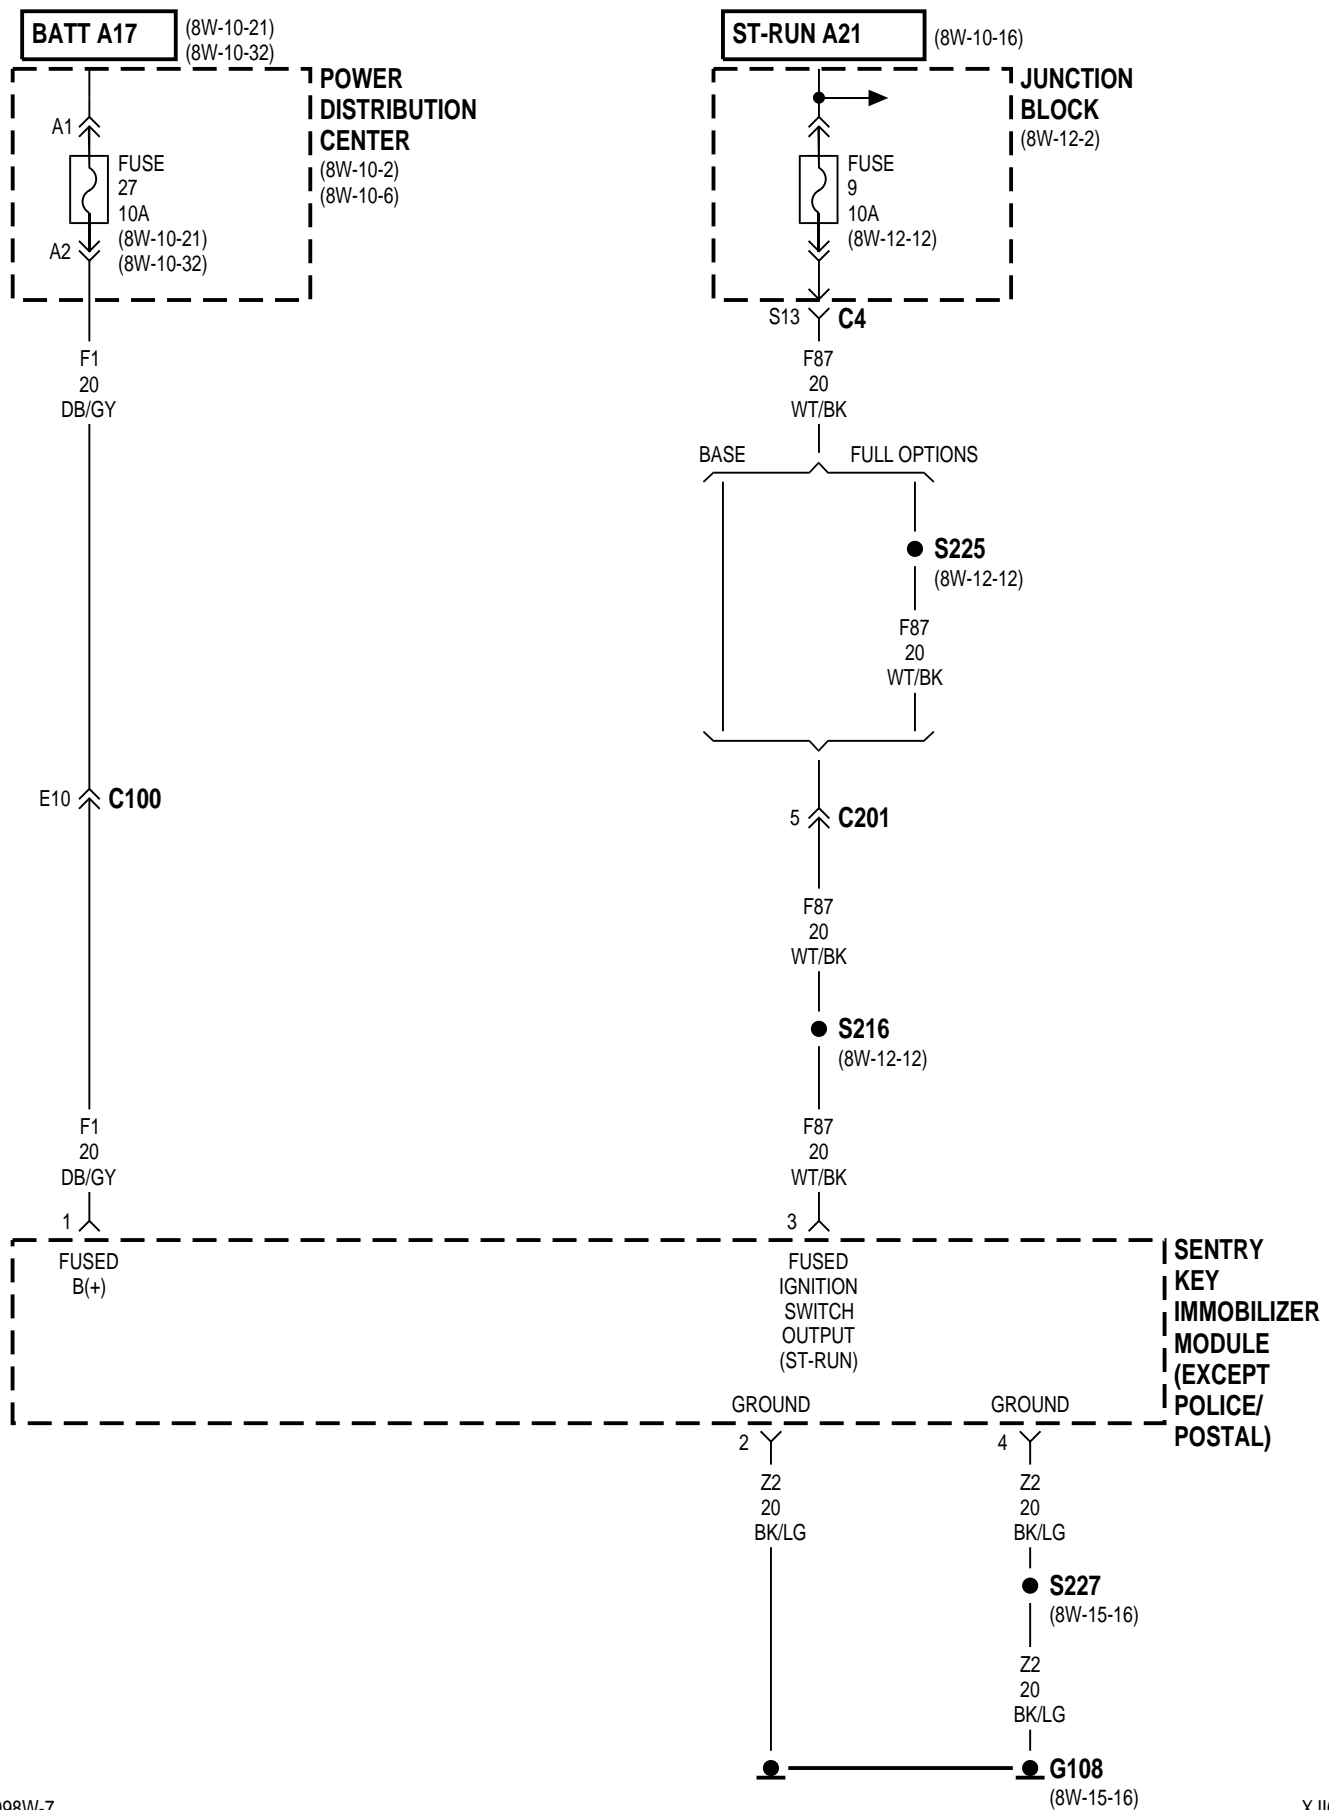 BATT A17
(8W-10-21)
(8W-10-32)
POWER
DISTRIBUTION
CENTER
(8W-10-2)
(8W-10-6)
A1
FUSE
27
10A
(8W-10-21)
(8W-10-32)
A2
F1
20
DB/GY
E10
C100
F1
20
DB/GY
1
ST-RUN A21
(8W-10-16)
JUNCTION
BLOCK
(8W-12-2)
FUSE
9
10A
(8W-12-12)
S13
C4
F87
20
WT/BK
BASE
FULL OPTIONS
S225
(8W-12-12)
F87
20
WT/BK
5
C201
F87
20
WT/BK
S216
(8W-12-12)
F87
20
WT/BK
3
FUSED
B(+)
FUSED
IGNITION
SWITCH
OUTPUT
(ST-RUN)
GROUND
GROUND
SENTRY
KEY
IMMOBILIZER
MODULE
(EXCEPT
POLICE/
POSTAL)
2
Z2
20
BK/LG
4
Z2
20
BK/LG
S227
(8W-15-16)
Z2
20
BK/LG
G108
(8W-15-16)